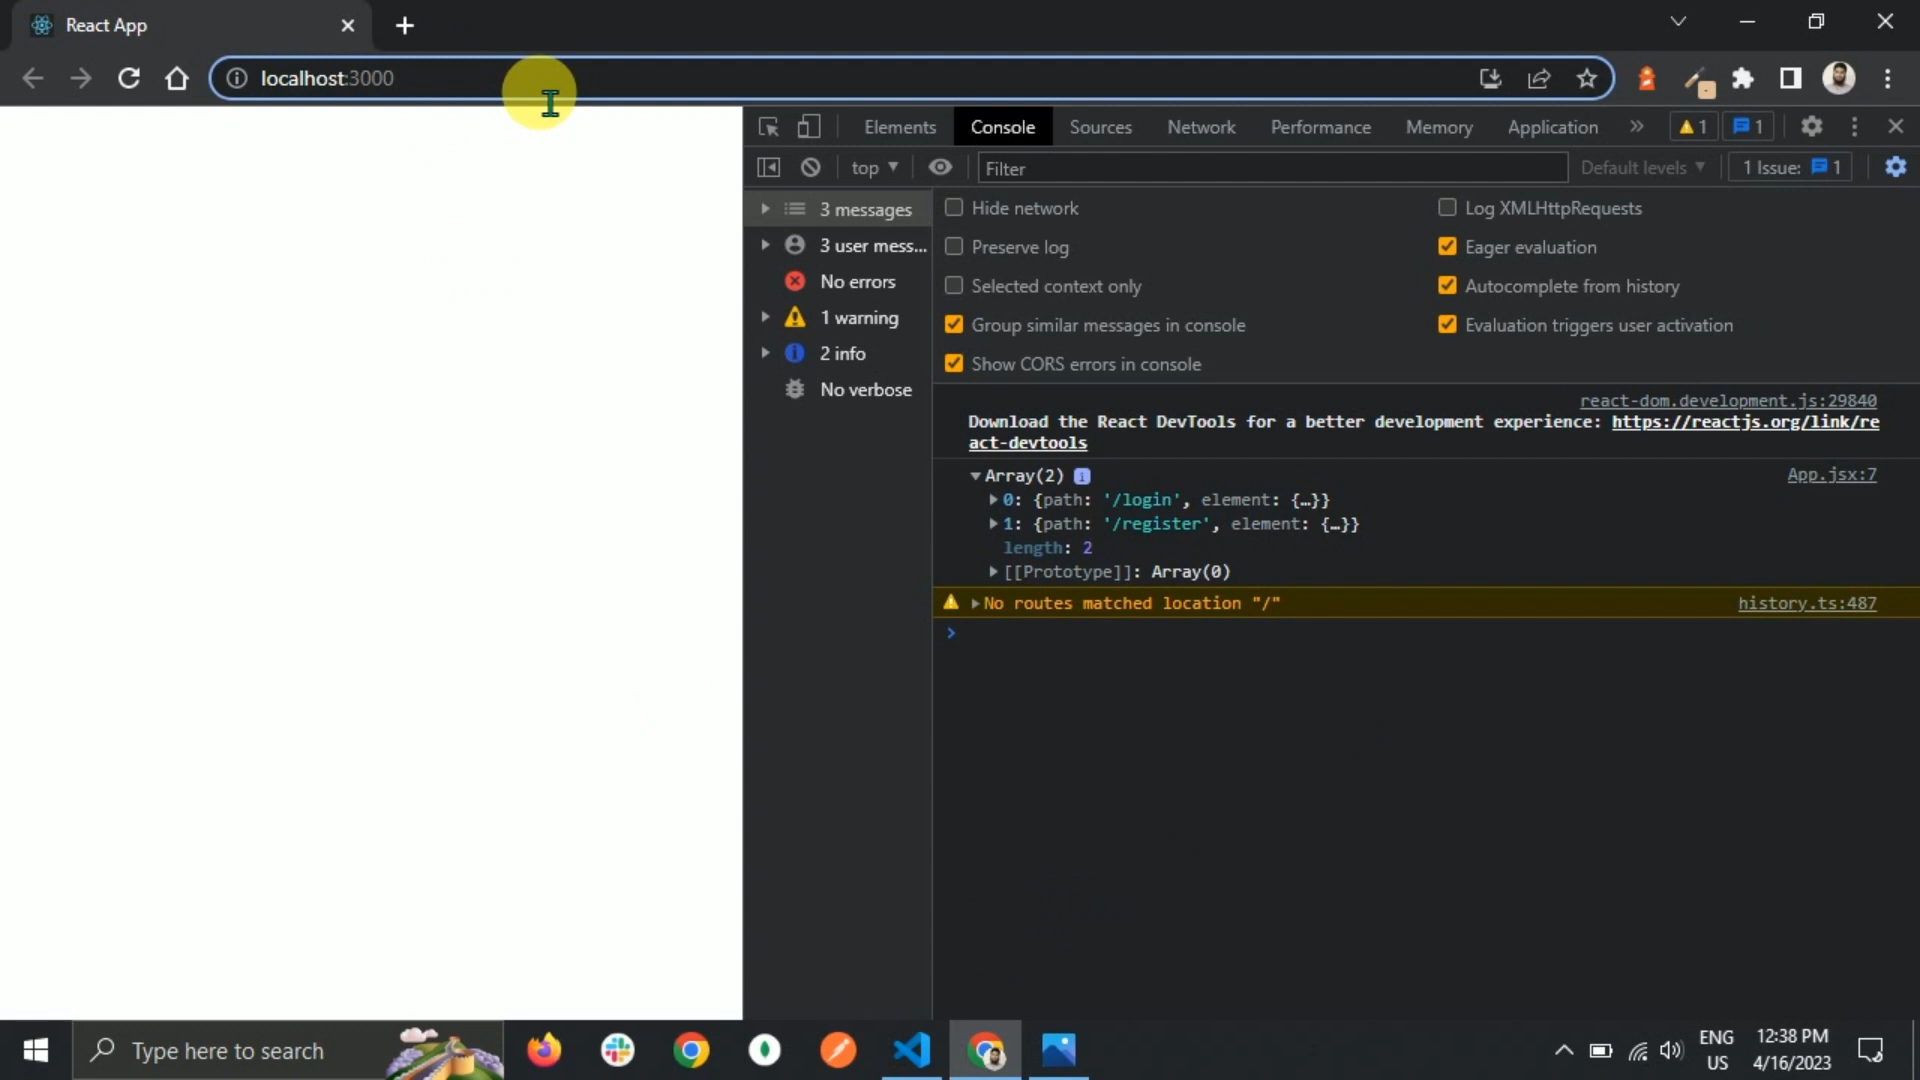 React App
localhost:3000
Elements Console Sources Network Performance Memory Application » 1 1
top Filter Default levels 1 Issue: 1
3 messages
3 user mess...
No errors
1 warning
2 info
No verbose
Hide network Log XMLHttpRequests
Preserve log Eager evaluation
Selected context only Autocomplete from history
Group similar messages in console Evaluation triggers user activation
Show CORS errors in console
react-dom.development.js:29840
Download the React DevTools for a better development experience: https://reactjs.org/link/re
act-devtools
Array(2) i App.jsx:7
0: {path: '/login', element: {…}}
1: {path: '/register', element: {…}}
length: 2
[[Prototype]]: Array(0)
No routes matched location "/" history.ts:487
Type here to search
ENG
US
12:38 PM
4/16/2023